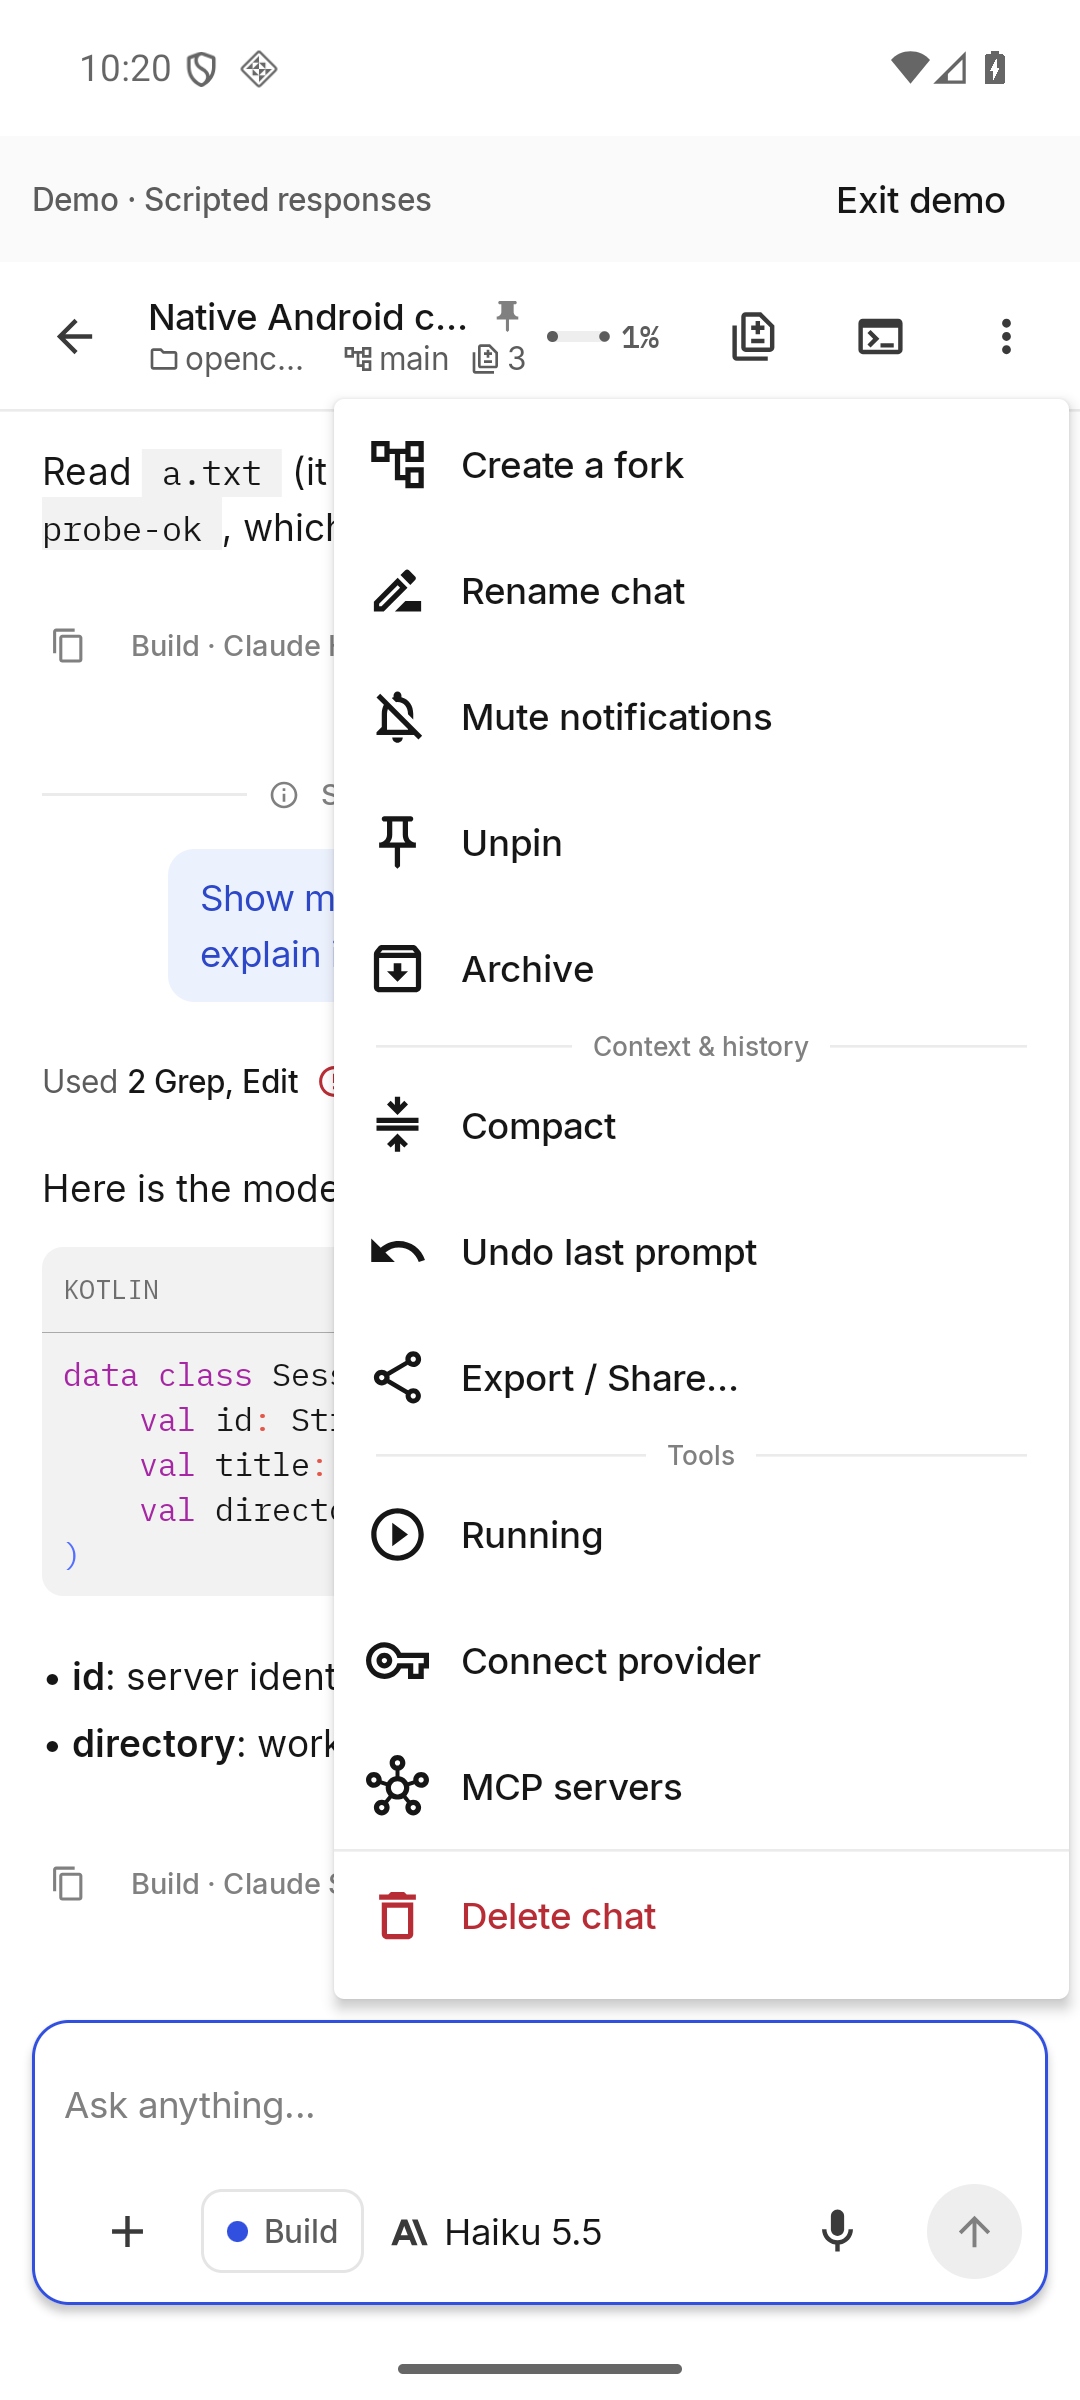 10:20
Demo · Scripted responses
Exit demo
Native Android c...
openc...
main
3
1%
Read a.txt (it
probe-ok , which
Build · Claude
Show m
explain
Used 2 Grep, Edit
Here is the mode
KOTLIN
data class Sess
val id: Str
val title:
val directo
)
• id: server ident
• directory: work
Build · Claude S
Create a fork
Rename chat
Mute notifications
Unpin
Archive
Context & history
Compact
Undo last prompt
Export / Share...
Tools
Running
Connect provider
MCP servers
Delete chat
Ask anything...
Build
Haiku 5.5